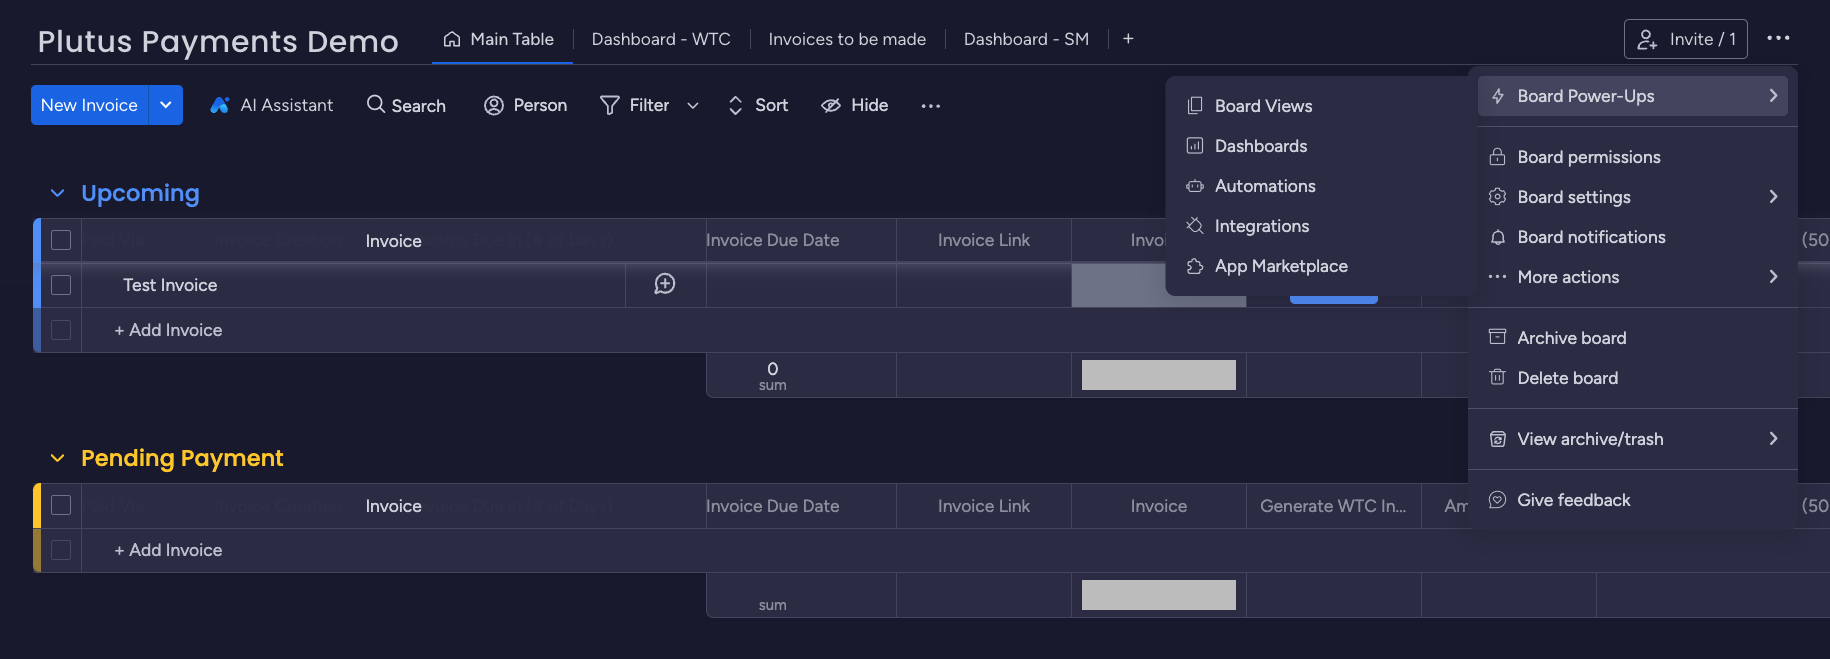 Plutus Payments Demo
Main Table
Dashboard - WTC
Invoices to be made
Dashboard - SM
+
Invite / 1
New Invoice
AI Assistant
Search
Person
Filter
Sort
Hide
Board Views
Dashboards
Automations
Integrations
App Marketplace
Board Power-Ups
Board permissions
Board settings
Board notifications
More actions
Archive board
Delete board
View archive/trash
Give feedback
Upcoming
Invoice
Invoice Due Date
Invoice Link
Invoi
(50
Test Invoice
+ Add Invoice
0
sum
Pending Payment
Invoice
Invoice Due Date
Invoice Link
Invoice
Generate WTC In...
Am
(50
+ Add Invoice
sum